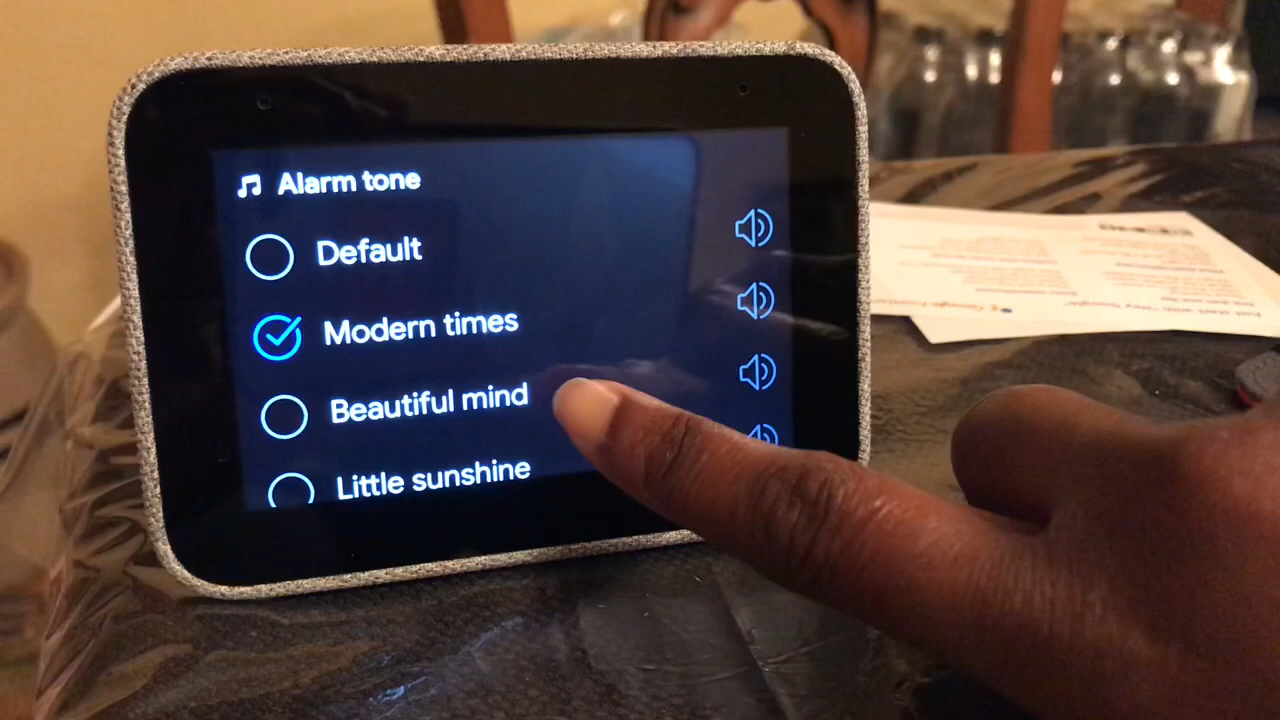 Alarm tone
Default
Modern times
Beautiful mind
Little sunshine